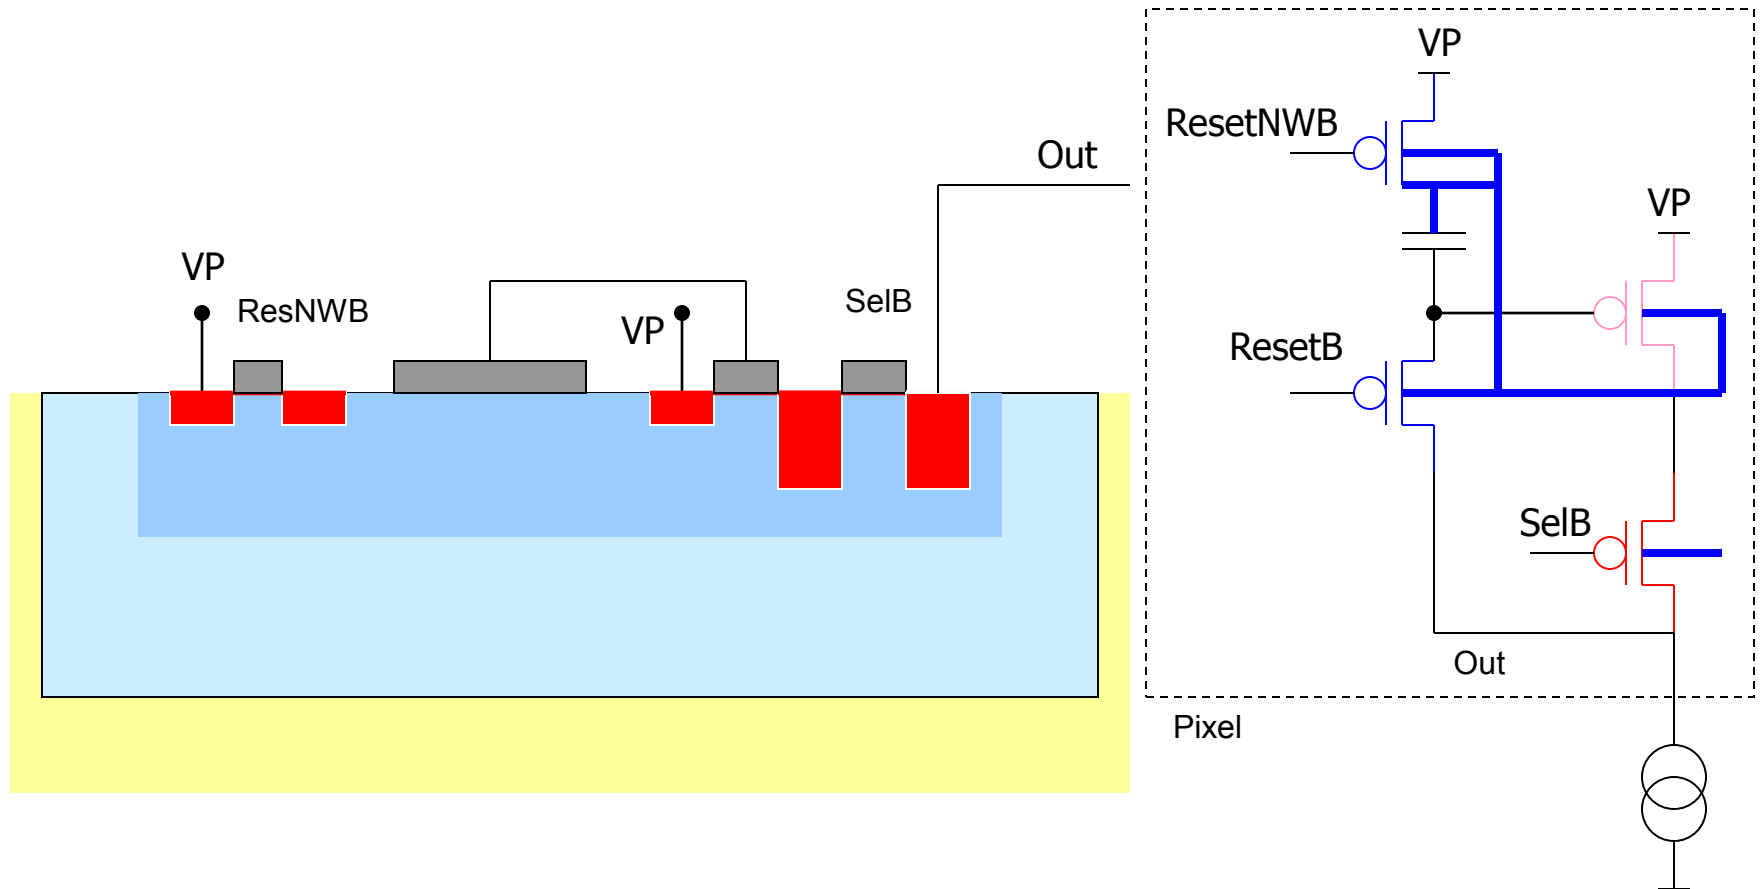 VP
ResetNWB
Out
VP
VP
ResNWB
SelB
VP
ResetB
SelB
Out
Pixel